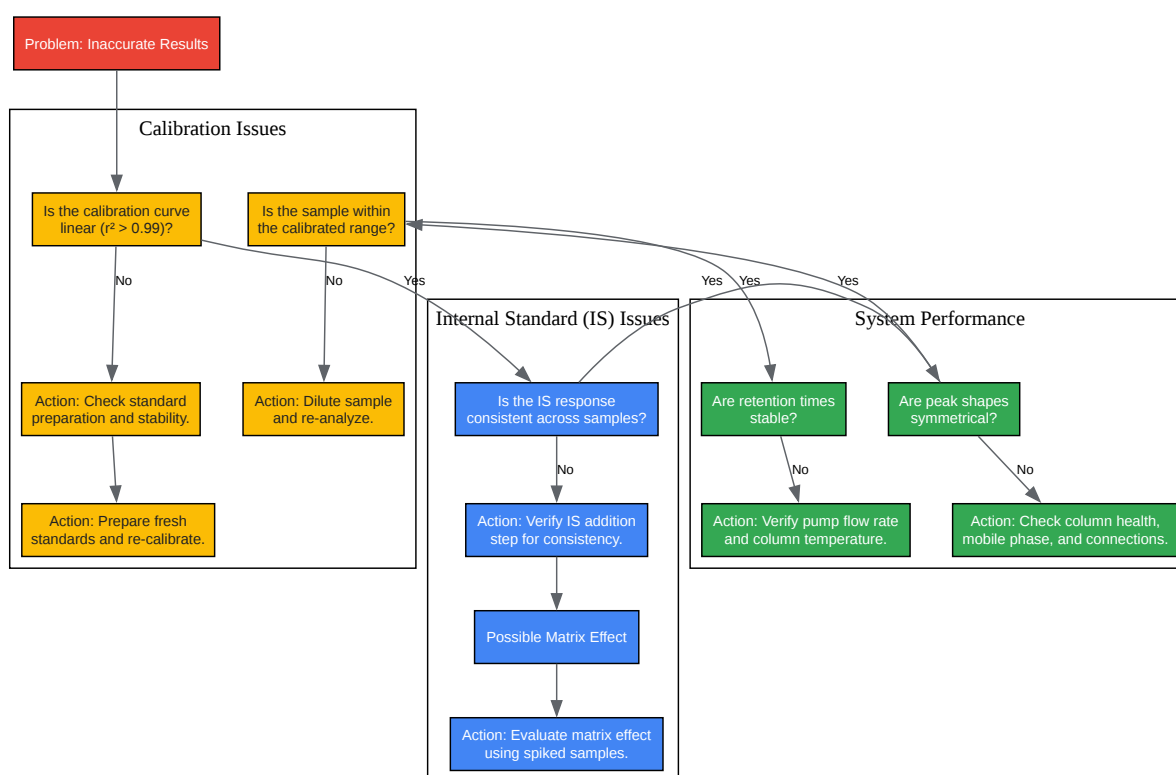 Problem: Inaccurate Results
Calibration Issues
Is the calibration curve
linear (r² > 0.99)?
Is the sample within
the calibrated range?
No
No
Yes
Yes
Yes
Yes
Action: Check standard
preparation and stability.
Action: Dilute sample
and re-analyze.
Action: Prepare fresh
standards and re-calibrate.
Internal Standard (IS) Issues
Is the IS response
consistent across samples?
No
Action: Verify IS addition
step for consistency.
Possible Matrix Effect
Action: Evaluate matrix effect
using spiked samples.
System Performance
Are retention times
stable?
Are peak shapes
symmetrical?
No
No
Action: Verify pump flow rate
and column temperature.
Action: Check column health,
mobile phase, and connections.